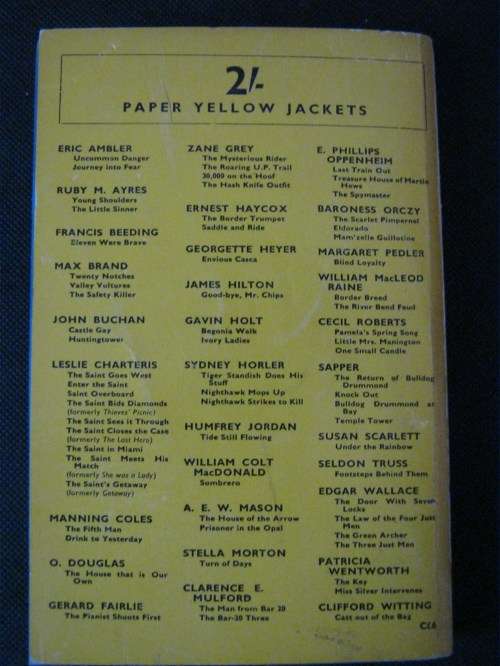 2/-
PAPER YELLOW JACKETS
ERIC AMBLER
Uncommon Danger
Journey into Fear
RUBY M. AYRES
Young Shoulders
The Little Sinner
FRANCIS BEEDING
Eleven Were Brave
MAX BRAND
Twenty Notches
Valley Vultures
The Safety Killer
JOHN BUCHAN
Castle Gay
Huntingtower
LESLIE CHARTERIS
The Saint Goes West
Enter the Saint
Saint Overboard
The Saint Bids Diamonds
(formerly Thieves' Picnic)
The Saint Sees it Through
The Saint Closes the Case
(formerly The Last Hero)
The Saint in Miami
The Saint Meets His
Match
(formerly She was a Lady)
The Saint's Getaway
(formerly Getaway)
MANNING COLES
The Fifth Man
Drink to Yesterday
O. DOUGLAS
The House that is Our
Own
GERARD FAIRLIE
The Pianist Shoots First
ZANE GREY
The Mysterious Rider
The Roaring U.P. Trail
30,000 on the Hoof
The Hash Knife Outfit
ERNEST HAYCOX
The Border Trumpet
Saddle and Ride
GEORGETTE HEYER
Envious Casca
JAMES HILTON
Good-bye, Mr. Chips
GAVIN HOLT
Begonia Walk
Ivory Ladies
SYDNEY HORLER
Tiger Standish Does His
Stuff
Nighthawk Mops Up
Nighthawk Strikes to Kill
HUMFREY JORDAN
Tide Still Flowing
WILLIAM COLT
MacDONALD
Sombrero
A. E. W. MASON
The House of the Arrow
Prisoner in the Opal
STELLA MORTON
Turn of Days
CLARENCE E.
MULFORD
The Man from Bar 20
The Bar-20 Three
E. PHILLIPS
OPPENHEIM
Last Train Out
Treasure House of Martin
Hews
The Spymaster
BARONESS ORCZY
The Scarlet Pimpernel
Eldorado
Mam'zelle Guillotine
MARGARET PEDLER
Blind Loyalty
WILLIAM MacLEOD
RAINE
Border Breed
The River Bend Feud
CECIL ROBERTS
Pamela's Spring Song
Little Mrs. Manington
One Small Candle
SAPPER
The Return of Bulldog
Drummond
Knock Out
Bulldog Drummond at
Bay
Temple Tower
SUSAN SCARLETT
Under the Rainbow
SELDON TRUSS
Footsteps Behind Them
EDGAR WALLACE
The Door With Seven
Locks
The Law of the Four Just
Men
The Green Archer
The Three Just Men
PATRICIA
WENTWORTH
The Key
Miss Silver Intervenes
CLIFFORD WITTING
Catt out of the Bag